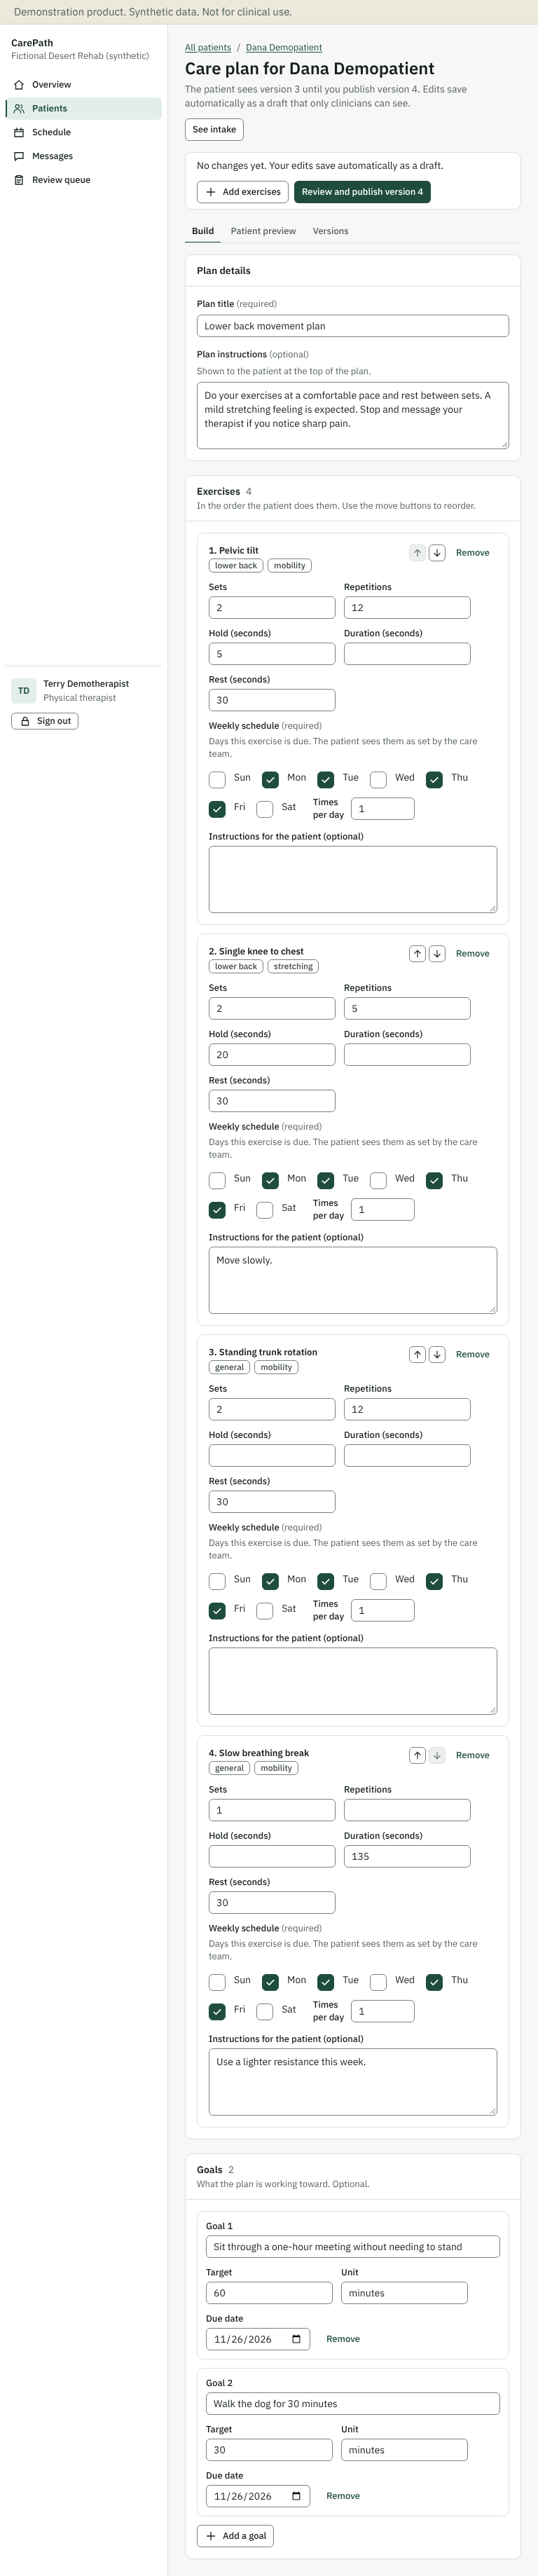 Demonstration product. Synthetic data. Not for clinical use.
CarePath
Fictional Desert Rehab (synthetic)
Overview
Patients
Schedule
Messages
Review queue
TD
Terry Demotherapist
Physical therapist
Sign out
All patients / Dana Demopatient
Care plan for Dana Demopatient
The patient sees version 3 until you publish version 4. Edits save
automatically as a draft that only clinicians can see.
See intake
No changes yet. Your edits save automatically as a draft.
Add exercises
Review and publish version 4
Build
Patient preview
Versions
Plan details
Plan title (required)
Lower back movement plan
Plan instructions (optional)
Shown to the patient at the top of the plan.
Do your exercises at a comfortable pace and rest between sets. A
mild stretching feeling is expected. Stop and message your
therapist if you notice sharp pain.
Exercises 4
In the order the patient does them. Use the move buttons to reorder.
1. Pelvic tilt
Remove
lower back
mobility
Sets
Repetitions
2
12
Hold (seconds)
Duration (seconds)
5
Rest (seconds)
30
Weekly schedule (required)
Days this exercise is due. The patient sees them as set by the care
team.
Sun Mon Tue Wed Thu
Fri Sat Times
per day
1
Instructions for the patient (optional)
2. Single knee to chest
Remove
lower back
stretching
Sets
Repetitions
2
5
Hold (seconds)
Duration (seconds)
20
Rest (seconds)
30
Weekly schedule (required)
Days this exercise is due. The patient sees them as set by the care
team.
Sun Mon Tue Wed Thu
Fri Sat Times
per day
1
Instructions for the patient (optional)
Move slowly.
3. Standing trunk rotation
Remove
general
mobility
Sets
Repetitions
2
12
Hold (seconds)
Duration (seconds)
Rest (seconds)
30
Weekly schedule (required)
Days this exercise is due. The patient sees them as set by the care
team.
Sun Mon Tue Wed Thu
Fri Sat Times
per day
1
Instructions for the patient (optional)
4. Slow breathing break
Remove
general
mobility
Sets
Repetitions
1
Hold (seconds)
Duration (seconds)
135
Rest (seconds)
30
Weekly schedule (required)
Days this exercise is due. The patient sees them as set by the care
team.
Sun Mon Tue Wed Thu
Fri Sat Times
per day
1
Instructions for the patient (optional)
Use a lighter resistance this week.
Goals 2
What the plan is working toward. Optional.
Goal 1
Sit through a one-hour meeting without needing to stand
Target
Unit
60
minutes
Due date
11/26/2026
Remove
Goal 2
Walk the dog for 30 minutes
Target
Unit
30
minutes
Due date
11/26/2026
Remove
Add a goal